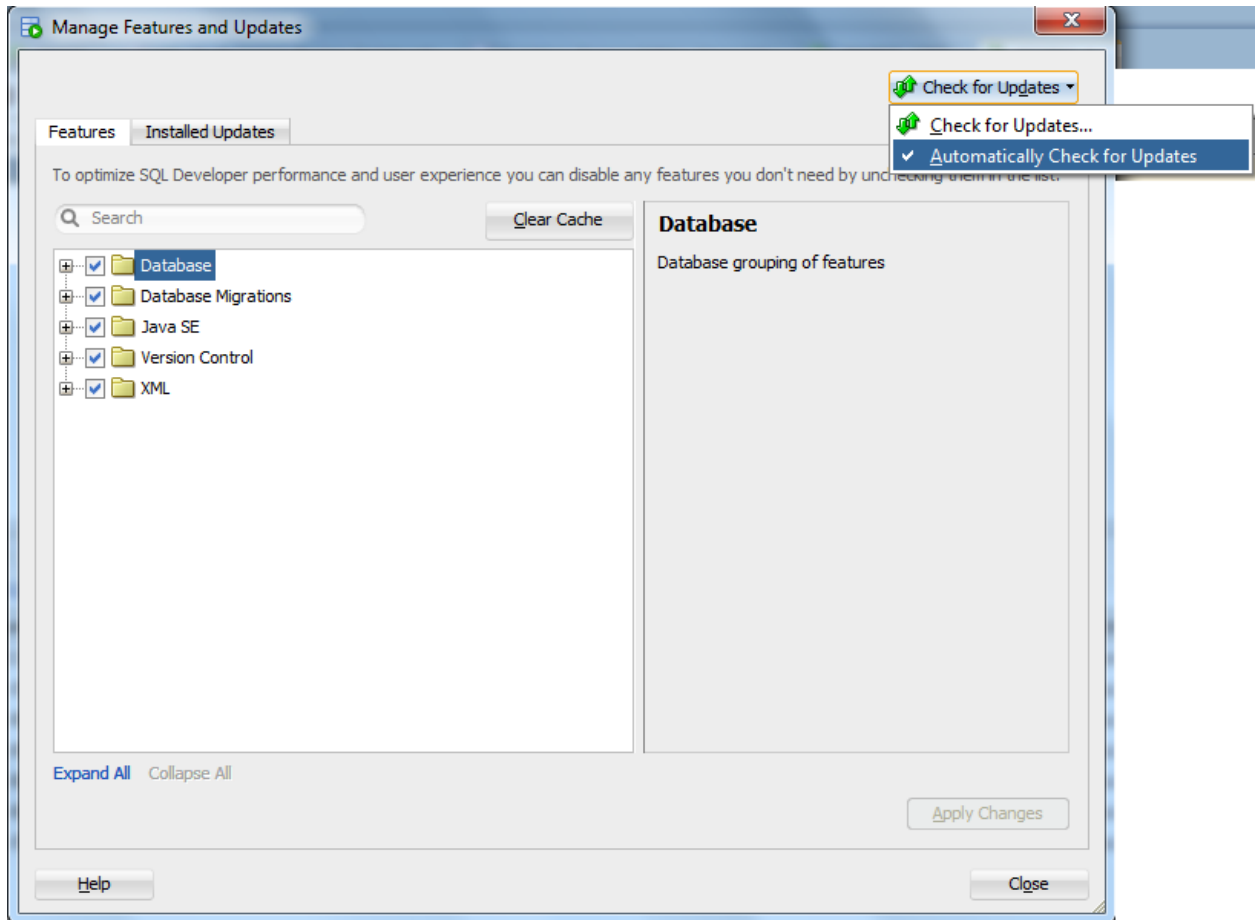 Manage Features and Updates
Check for Updates
Check for Updates...
Automatically Check for Updates
Features
Installed Updates
To optimize SQL Developer performance and user experience you can disable any features you don't need by unchecking them in the list.
Search
Clear Cache
Database
Database grouping of features
Database
Database Migrations
Java SE
Version Control
XML
Expand All
Collapse All
Apply Changes
Help
Close